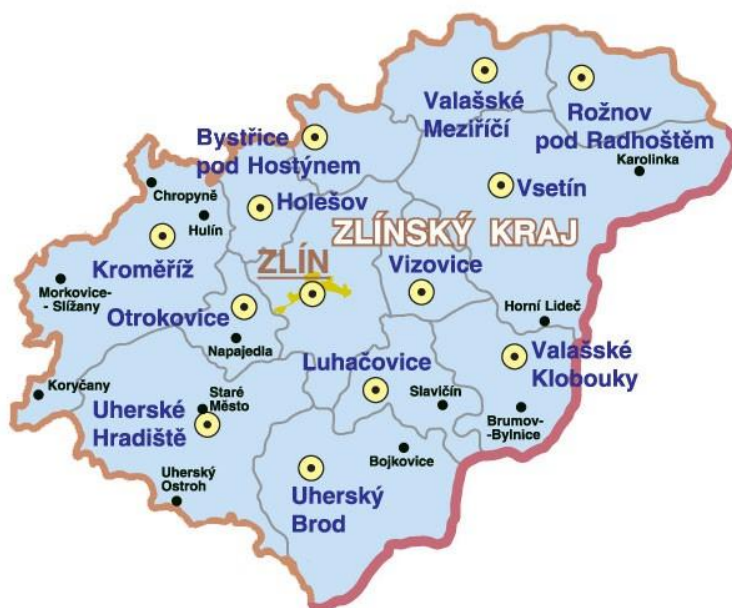 Valašské
Meziříčí
Rožnov
pod Radhoštěm
Karolinka
Bystřice
pod Hostýnem
Vsetín
Chropyně
Holešov
Hulín
ZLÍNSKÝ KRAJ
Kroměříž
ZLÍN
Vizovice
Morkovice-
- Slížany
Otrokovice
Horní Lideč
Napajedla
Luhačovice
Valašské
Klobouky
Koryčany
Staré
Město
Slavičín
Uherské
Hradiště
Brumov-
-Bylnice
Bojkovice
Uherský
Ostroh
Uherský
Brod